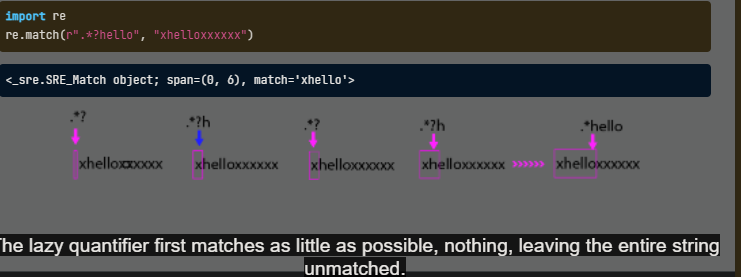 import re
re.match(r".*?hello", "xhelloxxxxxx")
<_sre.SRE_Match object; span=(0, 6), match='xhello'>
.*? .*?h .*? .*?h .*hello
xhelloxxxxxx xhelloxxxxxx xhelloxxxxxx xhelloxxxxxx »»»» xhelloxxxxxx
The lazy quantifier first matches as little as possible, nothing, leaving the entire string
unmatched.